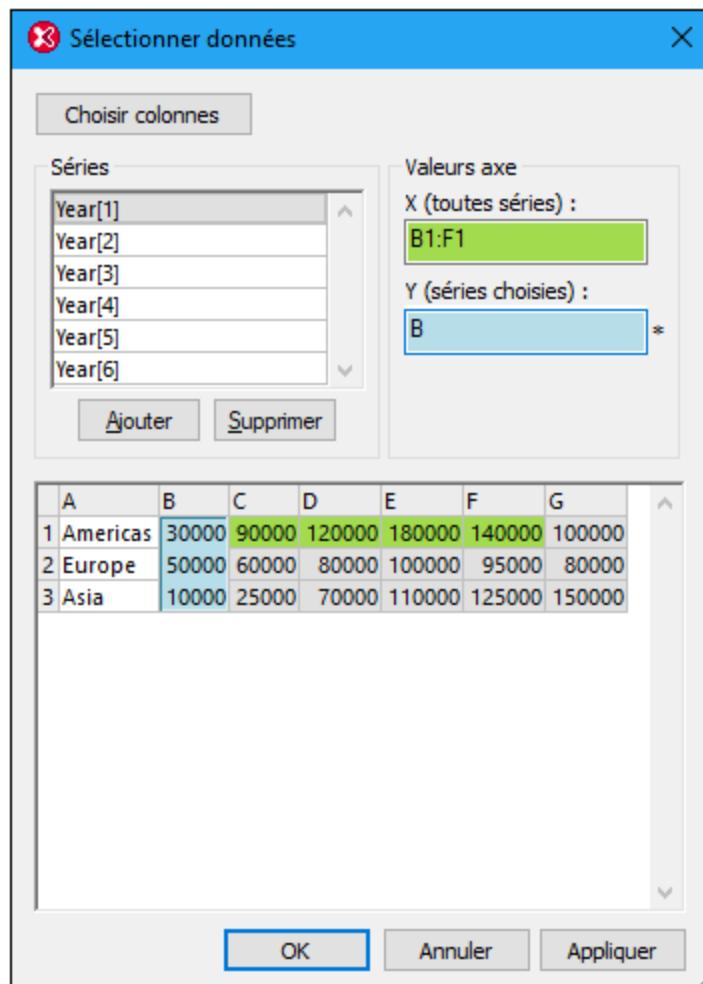 Sélectionner données
Choisir colonnes
Séries
Year[1]
Year[2]
Year[3]
Year[4]
Year[5]
Year[6]
Ajouter Supprimer
Valeurs axe
X (toutes séries) :
B1:F1
Y (séries choisies) :
B *
A B C D E F G
1 Americas 30000 90000 120000 180000 140000 100000
2 Europe 50000 60000 80000 100000 95000 80000
3 Asia 10000 25000 70000 110000 125000 150000
OK Annuler Appliquer